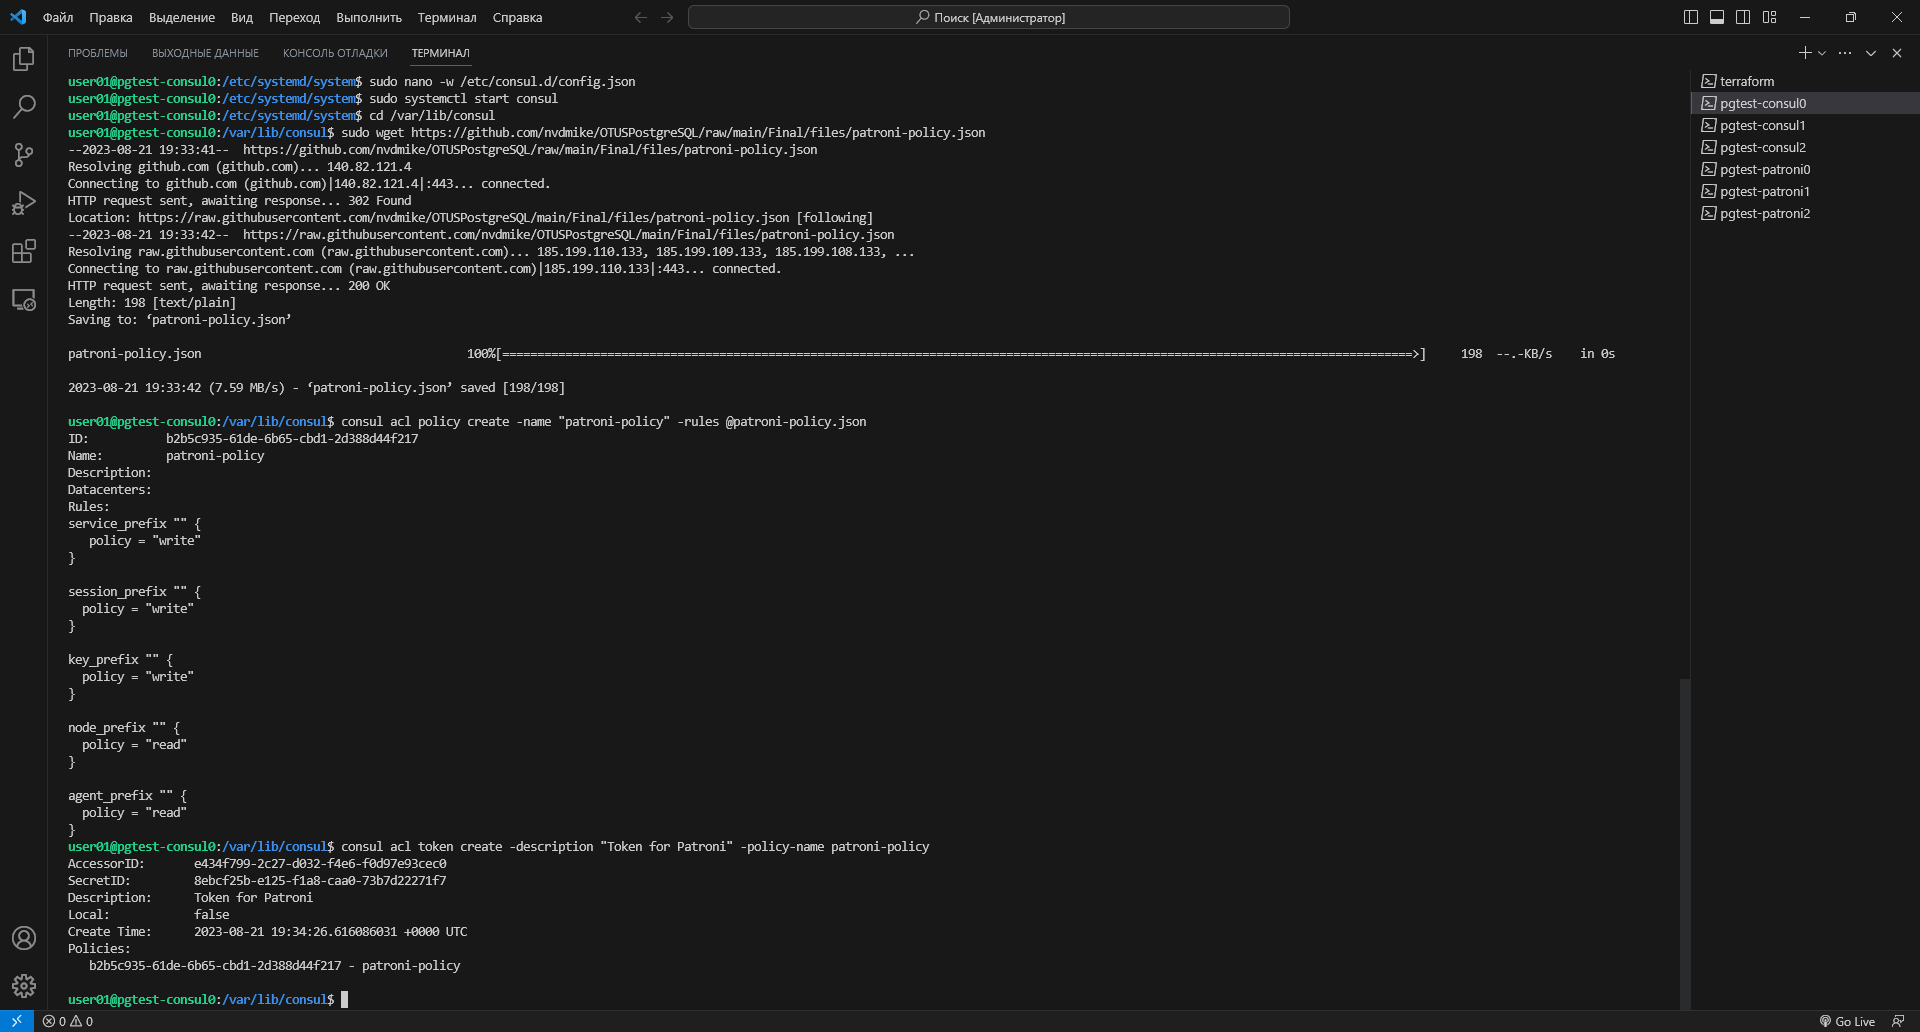 Файл Правка Выделение Вид Переход Выполнить Терминал Справка
Поиск [Администратор]
ПРОБЛЕМЫ ВЫХОДНЫЕ ДАННЫЕ КОНСОЛЬ ОТЛАДКИ ТЕРМИНАЛ
user01@pgtest-consul0:/etc/systemd/system$ sudo nano -w /etc/consul.d/config.json
user01@pgtest-consul0:/etc/systemd/system$ sudo systemctl start consul
user01@pgtest-consul0:/etc/systemd/system$ cd /var/lib/consul
user01@pgtest-consul0:/var/lib/consul$ sudo wget https://github.com/nvdmike/OTUSPostgreSQL/raw/main/Final/files/patroni-policy.json
--2023-08-21 19:33:41--  https://github.com/nvdmike/OTUSPostgreSQL/raw/main/Final/files/patroni-policy.json
Resolving github.com (github.com)... 140.82.121.4
Connecting to github.com (github.com)|140.82.121.4|:443... connected.
HTTP request sent, awaiting response... 302 Found
Location: https://raw.githubusercontent.com/nvdmike/OTUSPostgreSQL/main/Final/files/patroni-policy.json [following]
--2023-08-21 19:33:42--  https://raw.githubusercontent.com/nvdmike/OTUSPostgreSQL/main/Final/files/patroni-policy.json
Resolving raw.githubusercontent.com (raw.githubusercontent.com)... 185.199.110.133, 185.199.109.133, 185.199.108.133, ...
Connecting to raw.githubusercontent.com (raw.githubusercontent.com)|185.199.110.133|:443... connected.
HTTP request sent, awaiting response... 200 OK
Length: 198 [text/plain]
Saving to: ‘patroni-policy.json’
patroni-policy.json 100%[==================================================================================================================================>] 198 --.-KB/s in 0s
2023-08-21 19:33:42 (7.59 MB/s) - ‘patroni-policy.json’ saved [198/198]
user01@pgtest-consul0:/var/lib/consul$ consul acl policy create -name "patroni-policy" -rules @patroni-policy.json
ID: b2b5c935-61de-6b65-cbd1-2d388d44f217
Name: patroni-policy
Description:
Datacenters:
Rules:
service_prefix "" {
policy = "write"
}
session_prefix "" {
policy = "write"
}
key_prefix "" {
policy = "write"
}
node_prefix "" {
policy = "read"
}
agent_prefix "" {
policy = "read"
}
user01@pgtest-consul0:/var/lib/consul$ consul acl token create -description "Token for Patroni" -policy-name patroni-policy
AccessorID: e434f799-2c27-d032-f4e6-f0d97e93cec0
SecretID: 8ebcf25b-e125-f1a8-caa0-73b7d22271f7
Description: Token for Patroni
Local: false
Create Time: 2023-08-21 19:34:26.616086031 +0000 UTC
Policies:
b2b5c935-61de-6b65-cbd1-2d388d44f217 - patroni-policy
user01@pgtest-consul0:/var/lib/consul$
terraform
pgtest-consul0
pgtest-consul1
pgtest-consul2
pgtest-patroni0
pgtest-patroni1
pgtest-patroni2
0 0
Go Live